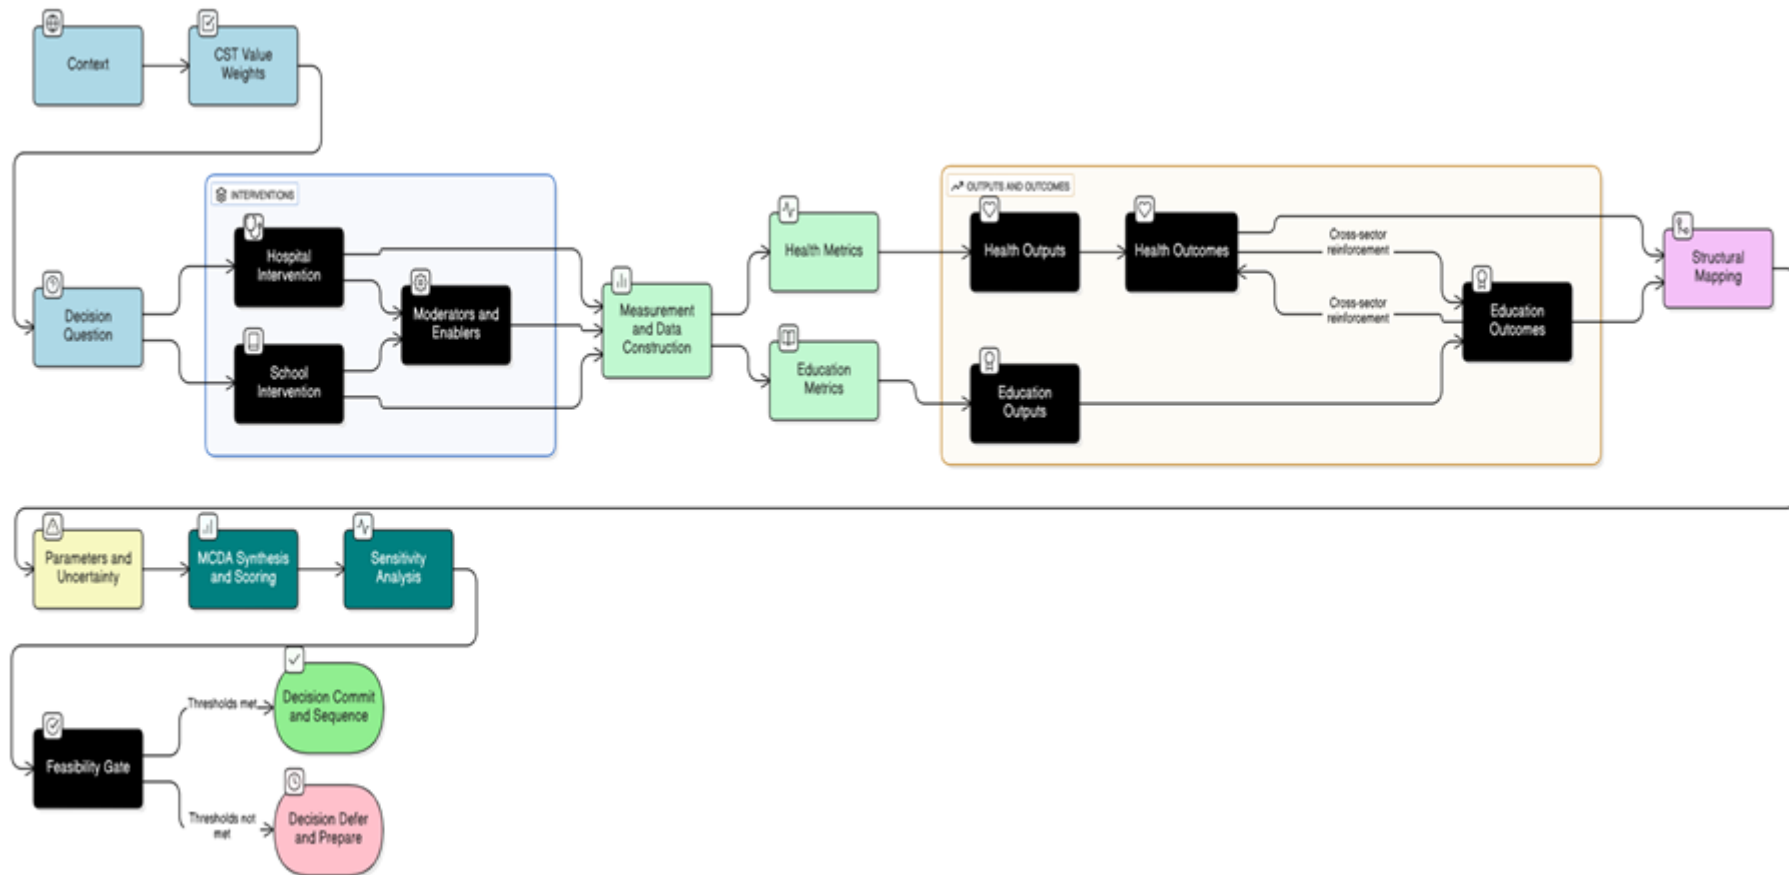 Context
CST Value
Weights
INTERVENTIONS
OUTPUTS AND OUTCOMES
Decision
Question
Hospital
Intervention
School
Intervention
Moderators and
Enablers
Measurement
and Data
Construction
Health Metrics
Education
Metrics
Health Outputs
Health Outcomes
Education
Outputs
Cross-sector
reinforcement
Cross-sector
reinforcement
Education
Outcomes
Structural
Mapping
Parameters and
Uncertainty
MCDA Synthesis
and Scoring
Sensitivity
Analysis
Feasibility Gate
Thresholds met
Decision Commit
and Sequence
Thresholds not
met
Decision Defer
and Prepare